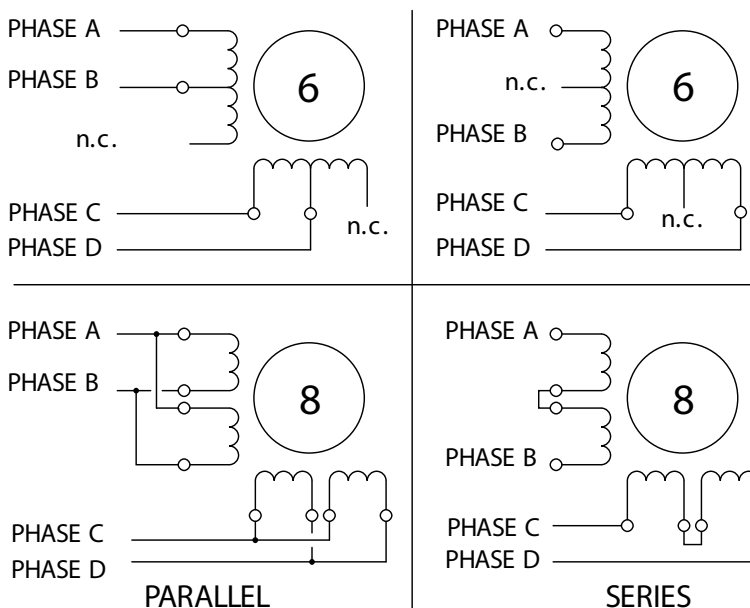 PHASE A
PHASE B
n.c.
6
PHASE C
PHASE D
n.c.
PHASE A
n.c.
PHASE B
6
PHASE C
PHASE D
n.c.
PHASE A
PHASE B
8
PHASE C
PHASE D
PARALLEL
PHASE A
8
PHASE B
PHASE C
PHASE D
SERIES